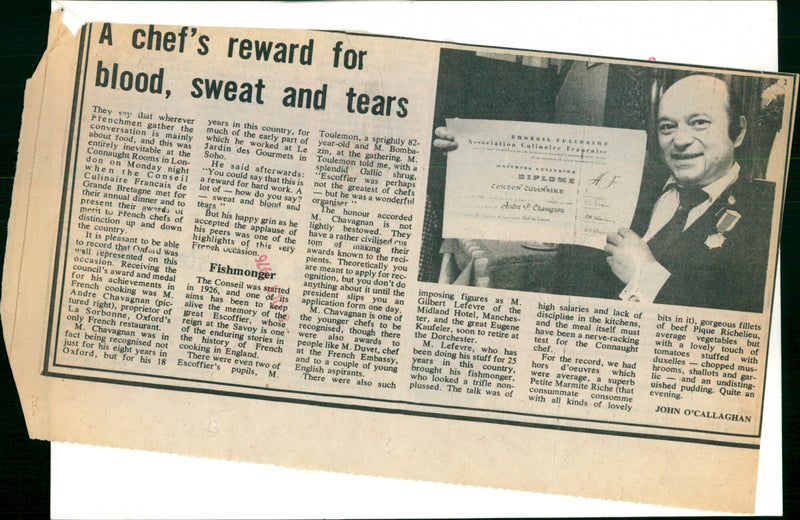 A chef's reward for
blood, sweat and tears
They say that wherever
Frenchmen gather the
conversation is mainly
about food, and this was
entirely inevitable at the
Connaught Rooms in Lon-
don on Monday night
when the Conseil
Culinaire Francais de
Grande Bretagne met for
their annual dinner and to
present their awards of
merit to French chefs of
distinction up and down
the country.
It is pleasant to be able
to record that Oxford was
well represented on this
occasion. Receiving the
council's award and medal
for his achievements in
French cooking was M.
Andre Chavagnan (pic-
tured right), proprietor of
La Sorbonne, Oxford's
only French restaurant.
M. Chavagnan was in
fact being recognised not
just for his eight years in
Oxford, but for his 18
years in this country, for
much of the early part of
which he worked at Le
Jardin des Gourmets in
Soho.
He said afterwards:
"You could say that this is
a reward for hard work. A
lot of — how do you say?
— sweat and blood and
tears."
But his happy grin as he
accepted the applause of
his peers was one of the
highlights of this very
French occasion.
Fishmonger
The Conseil was started
in 1926, and one of its
aims has been to keep
alive the memory of the
great Escoffier, whose
reign at the Savoy is one
of the enduring stories in
the history of French
cooking in England.
There were even two of
Escoffier's pupils, M.
Toulemon, a sprightly 82-
year-old and M. Bomba-
zin, at the gathering. M.
Toulemon told me, with a
splendid Gallic shrug,
"Escoffier was perhaps
not the greatest of chefs
— but he was a wonderful
organiser."
The honour accorded
M. Chavagnan is not
lightly bestowed. They
have a rather civilised cus
tom of making their
awards known to the reci-
pients. Theoretically you
are meant to apply for rec-
ognition, but you don't do
anything about it until the
president slips you an
application form one day.
M. Chavagnan is one of
the younger chefs to be
recognised, though there
were also awards to
people like M. Duvet, chef
at the French Embassy,
and to a couple of young
English aspirants.
There were also such
imposing figures as M.
Gilbert Lefevre of the
Midland Hotel, Manches-
ter, and the great Eugene
Kaufeler, soon to retire at
the Dorchester.
M. Lefevre, who has
been doing his stuff for 25
years in this country,
brought his fishmonger,
who looked a trifle non-
plussed. The talk was of
high salaries and lack of
discipline in the kitchens,
and the meal itself must
have been a nerve-racking
test for the Connaught
chef.
For the record, we had
hors d'oeuvres which
were average, a superb
Petite Marmite Riche (that
consummate consomme
with all kinds of lovely
bits in it), gorgeous fillets
of beef Pique Richelieu,
average vegetables but
with a lovely touch of
tomatoes stuffed with
duxelles — chopped mus-
hrooms, shallots and gar-
lic — and an undisting-
uished pudding. Quite an
evening.
JOHN O'CALLAGHAN
CONSEIL CULINAIRE
Association Culinaire Française
DIPLOME
CORDON CULINAIRE
André P. Chavagnon